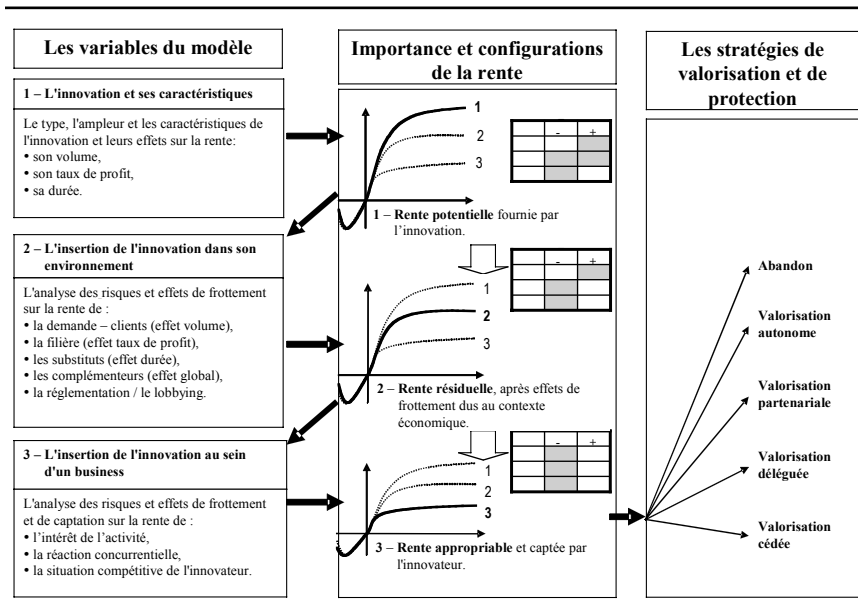 Les variables du modèle
1 – L'innovation et ses caractéristiques
Le type, l'ampleur et les caractéristiques de
l'innovation et leurs effets sur la rente:
• son volume,
• son taux de profit,
• sa durée.
2 – L'insertion de l'innovation dans son
environnement
L'analyse des risques et effets de frottement
sur la rente de :
• la demande – clients (effet volume),
• la filière (effet taux de profit),
• les substituts (effet durée),
• les complémenteurs (effet global),
• la réglementation / le lobbying.
3 – L'insertion de l'innovation au sein
d'un business
L'analyse des risques et effets de frottement
et de captation sur la rente de :
• l'intérêt de l'activité,
• la réaction concurrentielle,
• la situation compétitive de l'innovateur.
Importance et configurations
de la rente
1
2
3
- +
1 – Rente potentielle fournie par
l'innovation.
1
2
3
- +
2 – Rente résiduelle, après effets de
frottement dus au contexte
économique.
1
2
3
- +
3 – Rente appropriable et captée par
l'innovateur.
Les stratégies de
valorisation et de
protection
Abandon
Valorisation
autonome
Valorisation
partenariale
Valorisation
déléguée
Valorisation
cédée